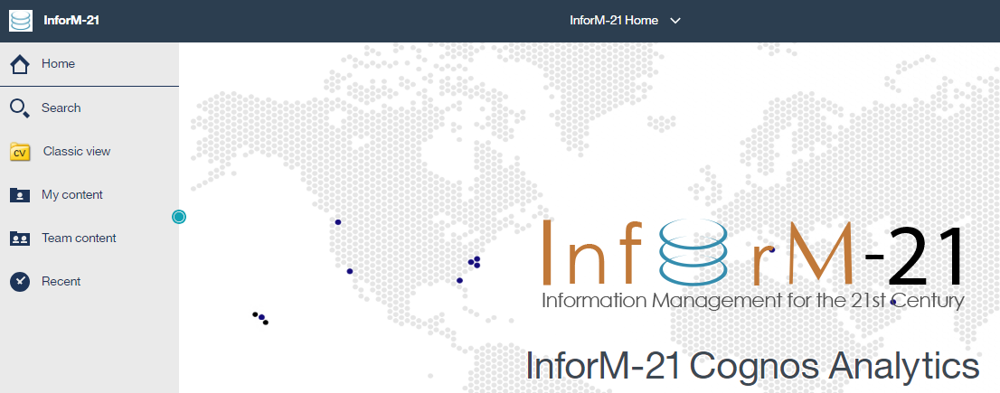 InforM-21
InforM-21 Home
Home
Search
CV
Classic view
My content
Team content
Recent
InforM-21
Information Management for the 21st Century
InforM-21 Cognos Analytics